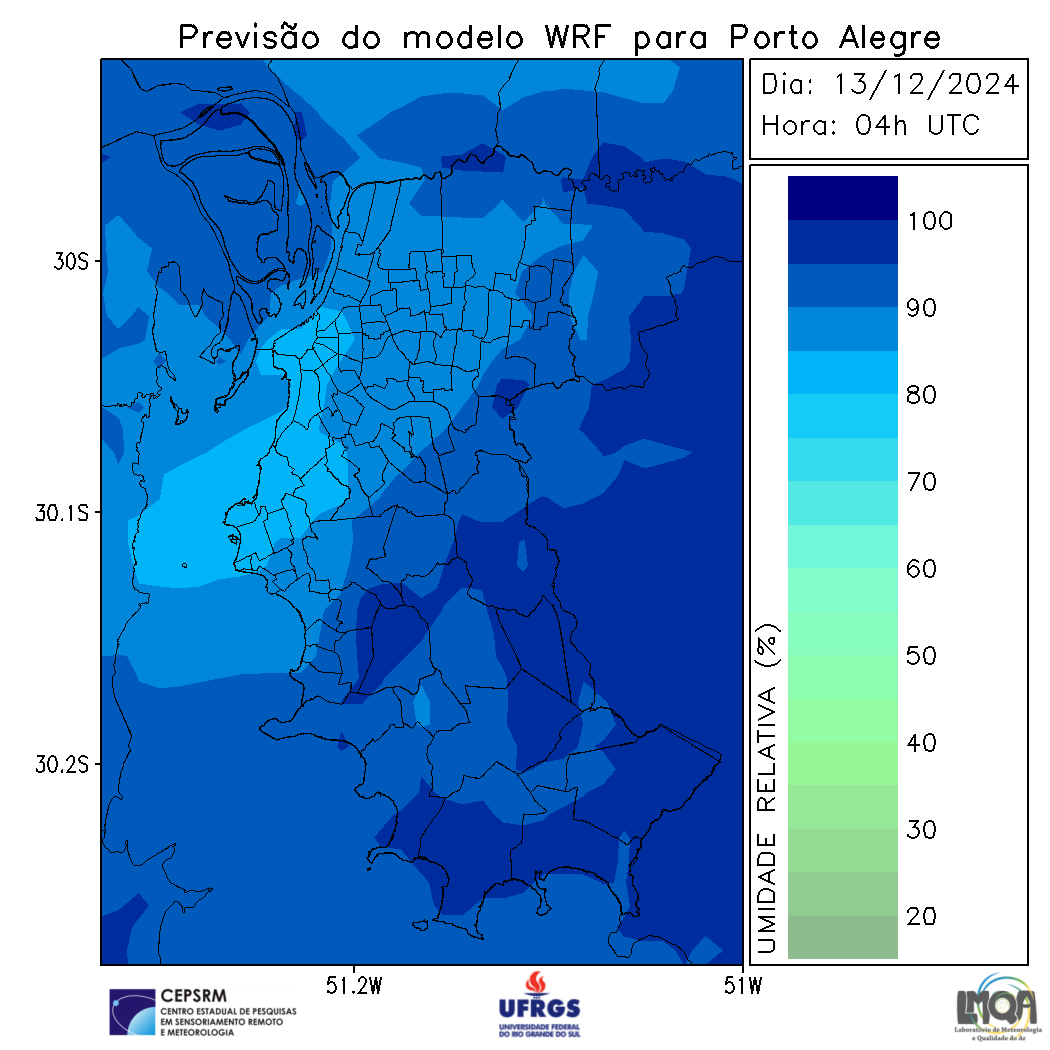 Previsão do modelo WRF para Porto Alegre
Dia: 13/12/2024
Hora: 04h UTC
100
90
80
70
60
50
40
30
20
UMIDADE RELATIVA (%)
30S
30.1S
30.2S
51.2W
51W
CEPSRM
CENTRO ESTADUAL DE PESQUISAS
EM SENSORIAMENTO REMOTO
E METEOROLOGIA
UFRGS
UNIVERSIDADE FEDERAL
DO RIO GRANDE DO SUL
LMQA
Laboratório de Meteorologia
e Qualidade do Ar